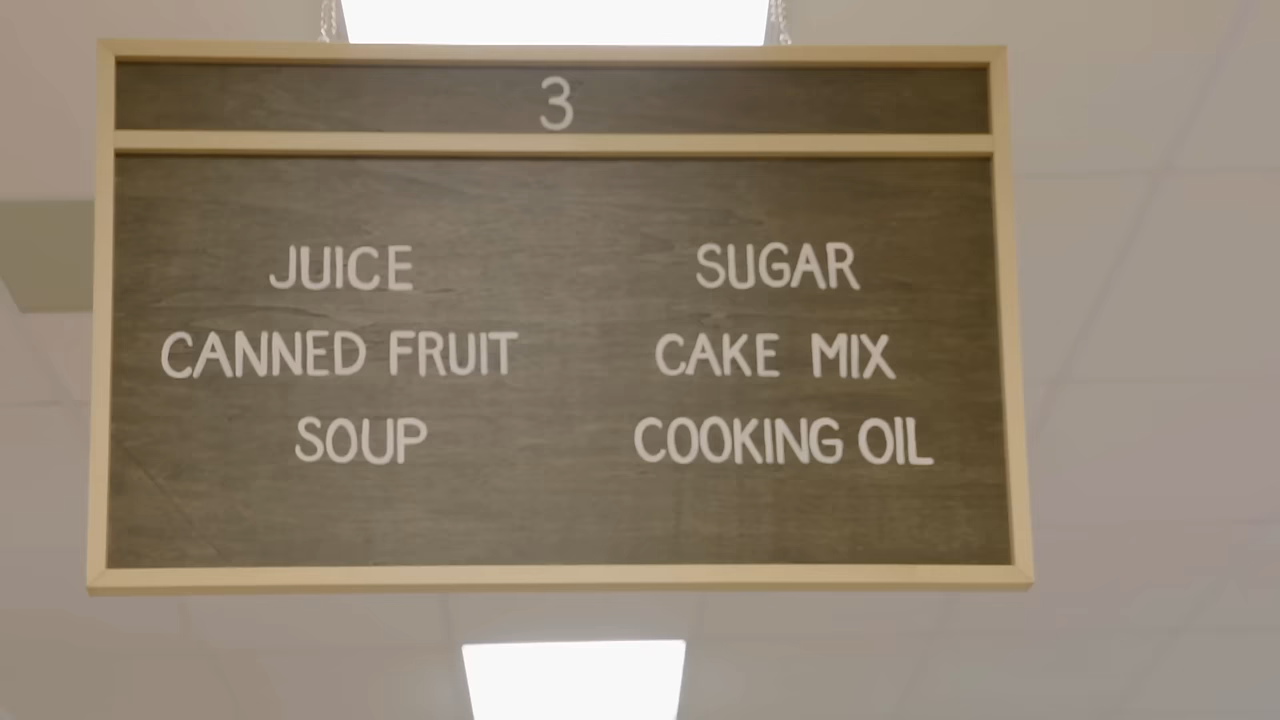 3
JUICE
CANNED FRUIT
SOUP
SUGAR
CAKE MIX
COOKING OIL